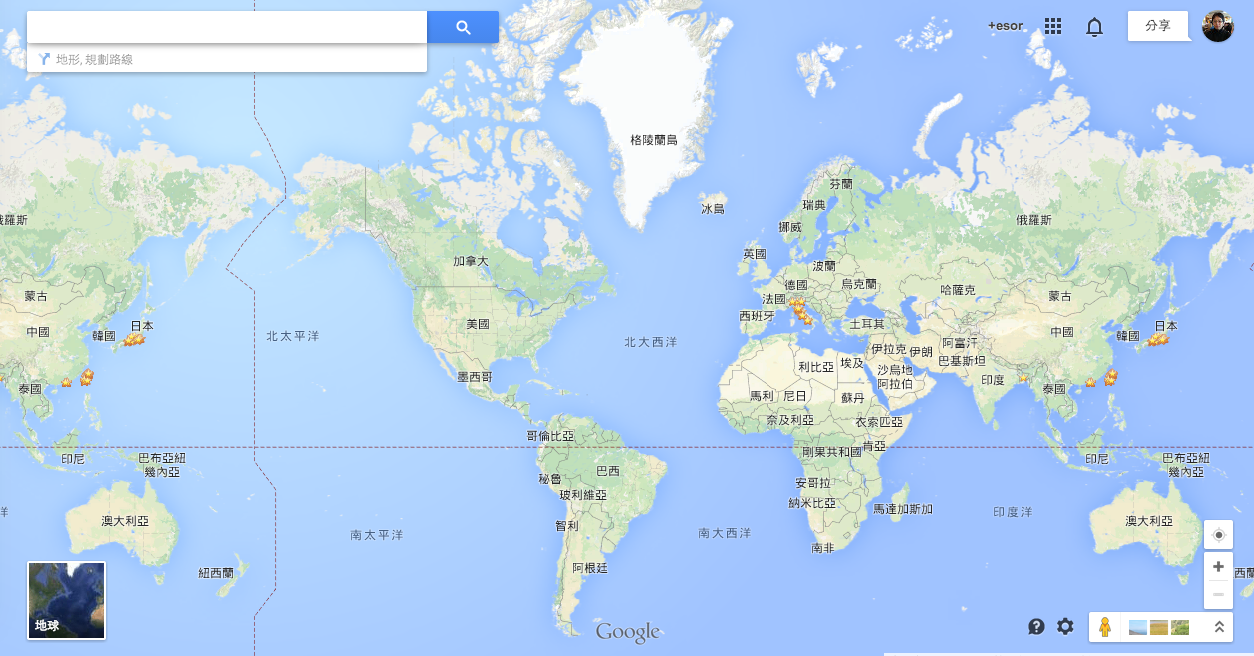 +esor.
分享
地形, 規劃路線
格陵蘭島
冰島
芬蘭
瑞典
挪威
俄羅斯
俄羅斯
英國
波蘭
加拿大
德國
烏克蘭
哈薩克
蒙古
蒙古
法國
西班牙
土耳其
中國
韓國
日本
北太平洋
美國
北大西洋
伊拉克
伊朗
阿富汗
巴基斯坦
中國
韓國
日本
利比亞
埃及
沙烏地
阿拉伯
印度
泰國
泰國
墨西哥
馬利
尼日
蘇丹
奈及利亞
衣索匹亞
哥倫比亞
剛果共和國
肯亞
印尼
巴布亞紐
幾內亞
印尼
巴布亞紐
幾內亞
秘魯
巴西
玻利維亞
安哥拉
納米比亞
馬達加斯加
洋
澳大利亞
智利
印度洋
澳大利亞
南太平洋
南大西洋
南非
紐西蘭
阿根廷
西蘭
地球
Google